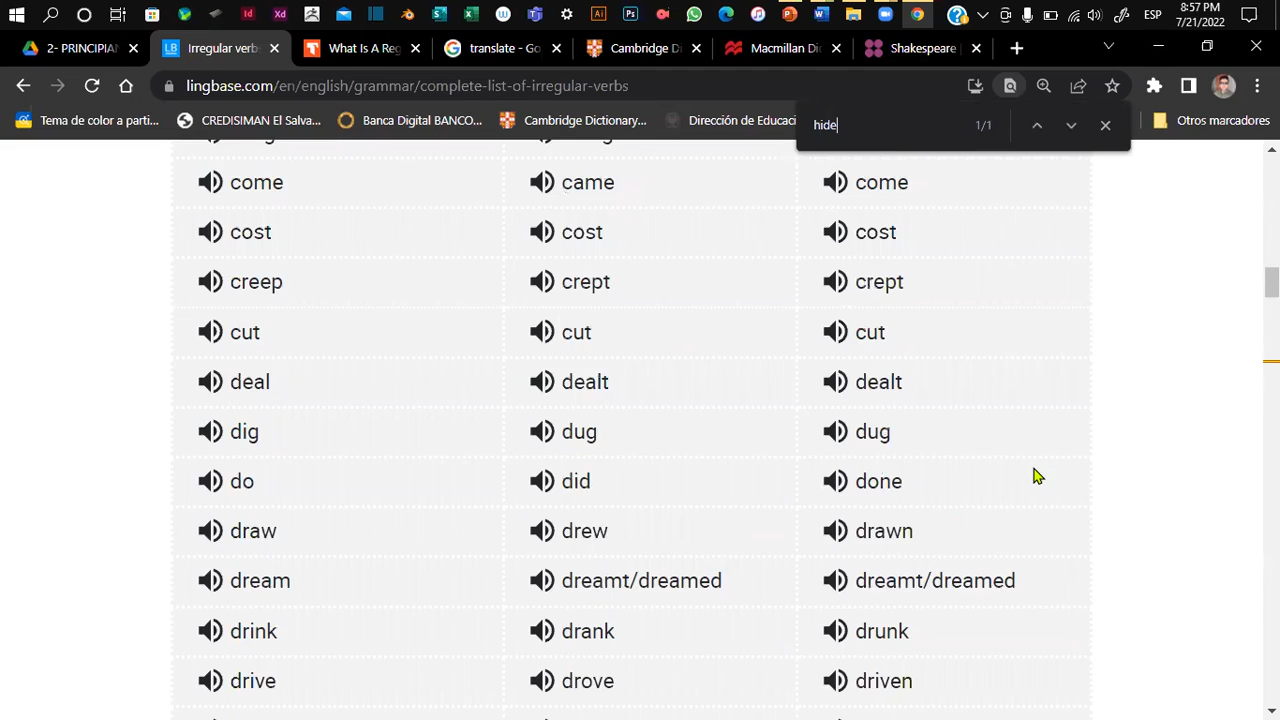 8:57 PM
ESP
7/21/2022
2- PRINCIPIAN
Irregular verb
What Is A Reg
translate - Go
Cambridge D
Macmillan Dic
Shakespeare
lingbase.com/en/english/grammar/complete-list-of-irregular-verbs
Tema de color a parti...
CREDISIMAN El Salva...
Banca Digital BANCO...
Cambridge Dictionary...
Dirección de Educaci
Otros marcadores
hide
1/1
come came come
cost cost cost
creep crept crept
cut cut cut
deal dealt dealt
dig dug dug
do did done
draw drew drawn
dream dreamt/dreamed dreamt/dreamed
drink drank drunk
drive drove driven